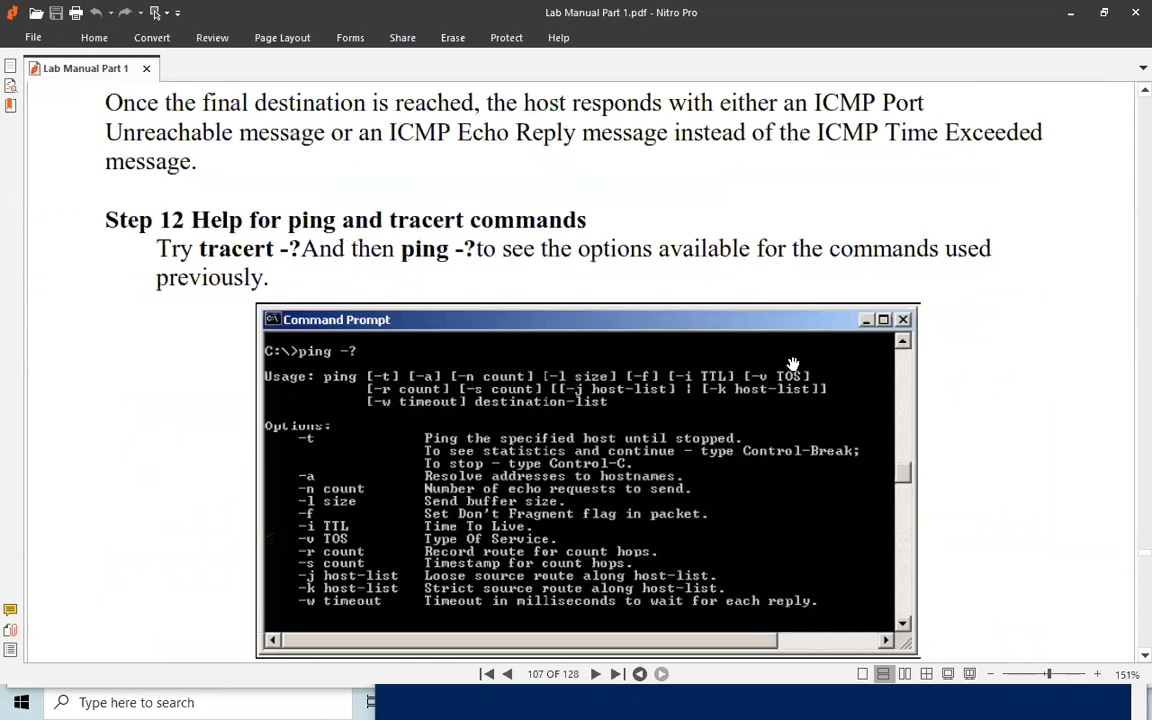 Lab Manual Part 1.pdf - Nitro Pro
File Home Convert Review Page Layout Forms Share Erase Protect Help
Lab Manual Part 1
Once the final destination is reached, the host responds with either an ICMP Port
Unreachable message or an ICMP Echo Reply message instead of the ICMP Time Exceeded
message.
Step 12 Help for ping and tracert commands
Try tracert -?And then ping -?to see the options available for the commands used
previously.
Command Prompt
C:\>ping -?
Usage: ping [-t] [-a] [-n count] [-l size] [-f] [-i TTL] [-v TOS]
[-r count] [-s count] [[-j host-list] | [-k host-list]]
[-w timeout] destination-list
Options:
-t Ping the specified host until stopped.
To see statistics and continue - type Control-Break;
To stop - type Control-C.
-a Resolve addresses to hostnames.
-n count Number of echo requests to send.
-l size Send buffer size.
-f Set Don't Fragment flag in packet.
-i TTL Time To Live.
-v TOS Type Of Service.
-r count Record route for count hops.
-s count Timestamp for count hops.
-j host-list Loose source route along host-list.
-k host-list Strict source route along host-list.
-w timeout Timeout in milliseconds to wait for each reply.
107 OF 128
151%
Type here to search